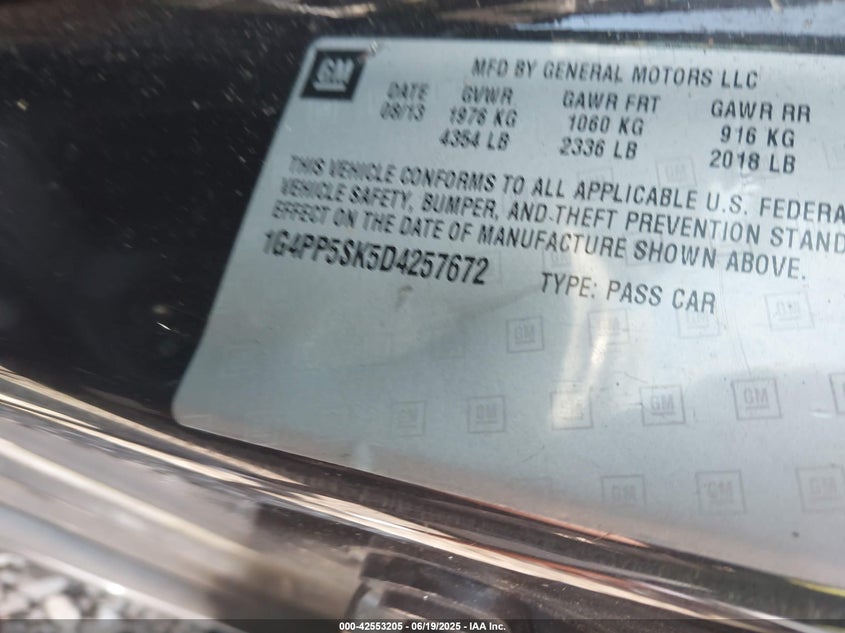 GM
MFD BY GENERAL MOTORS LLC
DATE GVWR GAWR FRT GAWR RR
08/13 1976 KG 1060 KG 916 KG
4354 LB 2336 LB 2018 LB
THIS VEHICLE CONFORMS TO ALL APPLICABLE U.S. FEDERA
VEHICLE SAFETY, BUMPER, AND THEFT PREVENTION STAND
EFFECT ON THE DATE OF MANUFACTURE SHOWN ABOVE.
1G4PP5SK5D4257672 TYPE: PASS CAR
000-42553205 - 06/19/2025 - IAA Inc.